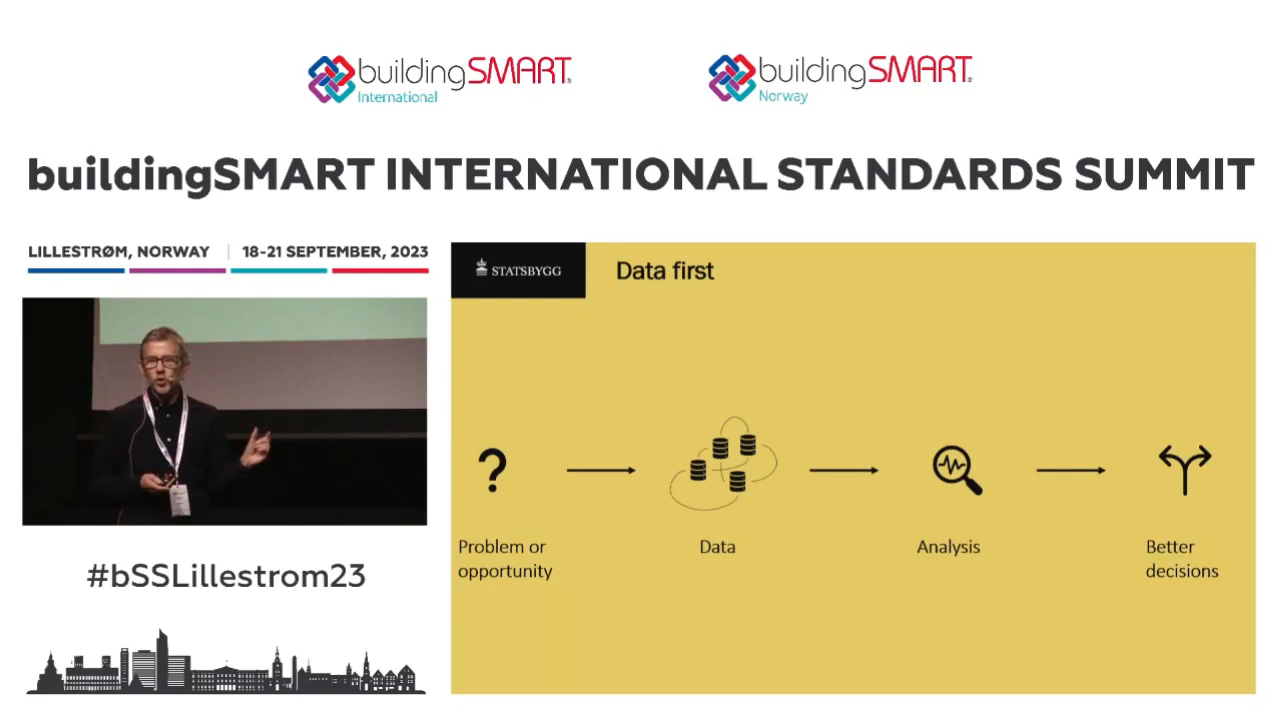 buildingSMART®
International
buildingSMART®
Norway
buildingSMART INTERNATIONAL STANDARDS SUMMIT
LILLESTRØM, NORWAY | 18-21 SEPTEMBER, 2023
STATSBYGG
Data first
?
Problem or
opportunity
Data
Analysis
Better
decisions
#bSSLillestrom23